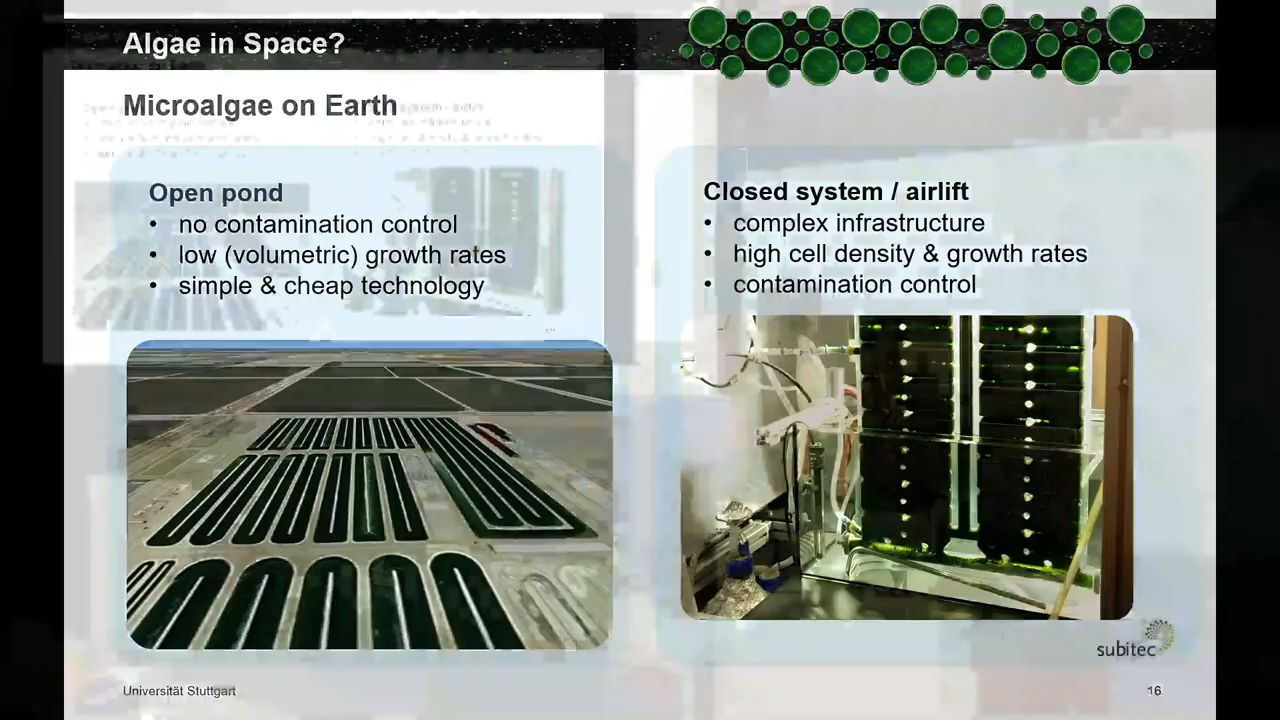 Algae in Space?
Microalgae on Earth
Open pond
• no contamination control
• low (volumetric) growth rates
• simple & cheap technology
Closed system / airlift
• complex infrastructure
• high cell density & growth rates
• contamination control
subitec
Universität Stuttgart
16